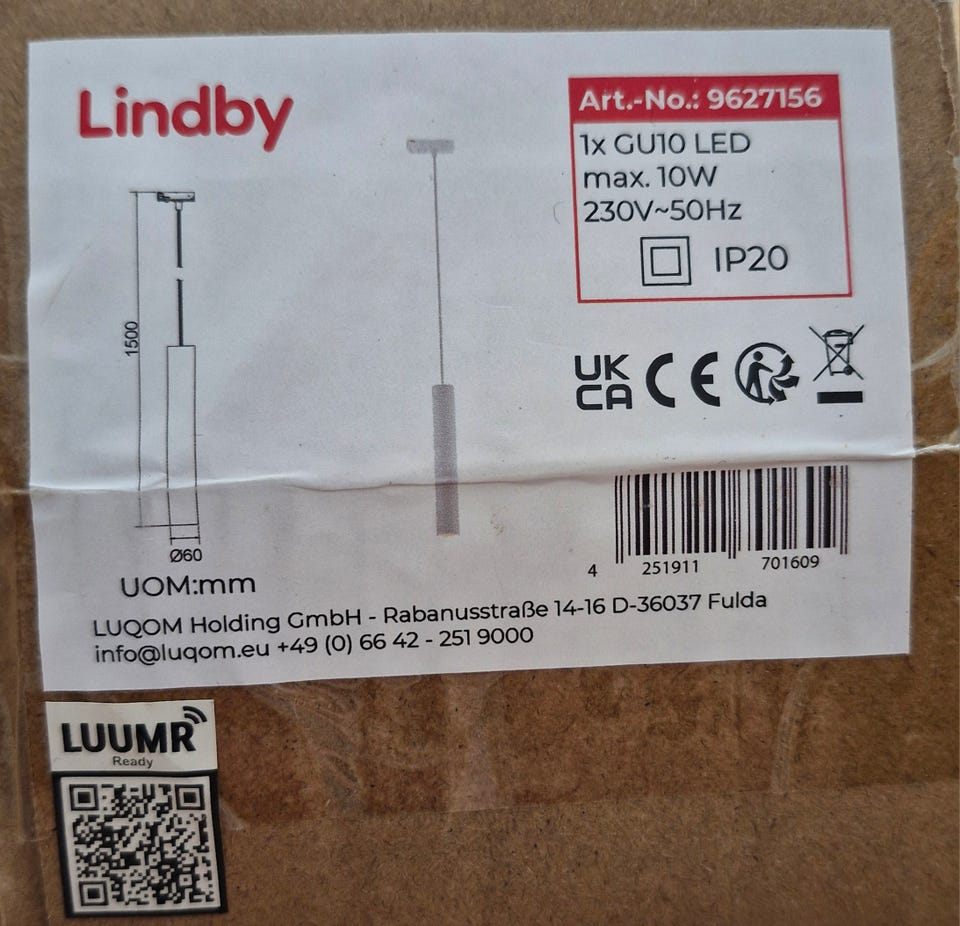 Lindby
Art.-No.: 9627156
1x GU10 LED
max. 10W
230V~50Hz
IP20
1500
Ø60
UOM:mm
UK
CA
CE
4 251911 701609
LUQOM Holding GmbH - Rabanusstraße 14-16 D-36037 Fulda
info@luqom.eu +49 (0) 66 42 - 251 9000
LUUMR
Ready